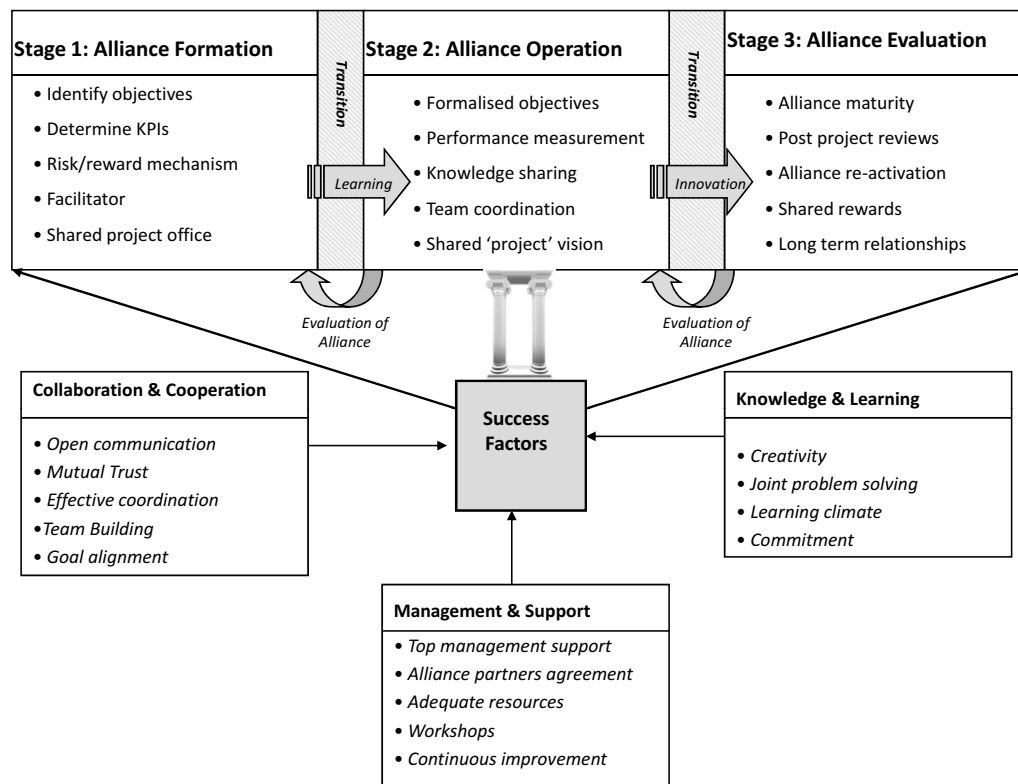 Stage 1: Alliance Formation
• Identify objectives
• Determine KPIs
• Risk/reward mechanism
• Facilitator
• Shared project office
Transition
Learning
Evaluation of
Alliance
Stage 2: Alliance Operation
• Formalised objectives
• Performance measurement
• Knowledge sharing
• Team coordination
• Shared ‘project’ vision
Transition
Innovation
Evaluation of
Alliance
Stage 3: Alliance Evaluation
• Alliance maturity
• Post project reviews
• Alliance re-activation
• Shared rewards
• Long term relationships
Collaboration & Cooperation
• Open communication
• Mutual Trust
• Effective coordination
•Team Building
• Goal alignment
Success
Factors
Knowledge & Learning
• Creativity
• Joint problem solving
• Learning climate
• Commitment
Management & Support
• Top management support
• Alliance partners agreement
• Adequate resources
• Workshops
• Continuous improvement